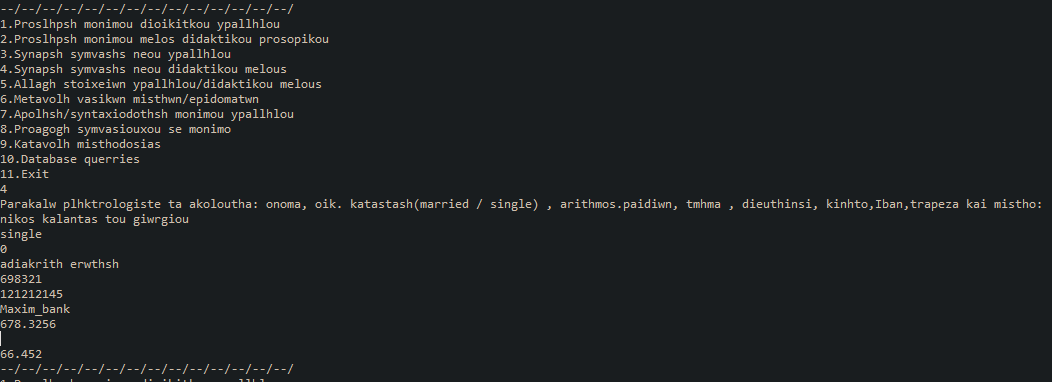 --/--/--/--/--/--/--/--/--/--/--/--/--/--/
1.Proslhpsh monimou dioikitkou ypallhlou
2.Proslhpsh monimou melos didaktikou prosopikou
3.Synapsh symvashs neou ypallhlou
4.Synapsh symvashs neou didaktikou melous
5.Allagh stoixeiwn ypallhlou/didaktikou melous
6.Metavolh vasikwn misthwn/epidomatwn
7.Apolhsh/syntaxiodothsh monimou ypallhlou
8.Proagogh symvasiouxou se monimo
9.Katavolh misthodosias
10.Database querries
11.Exit
4
Parakalw plhktrologiste ta akoloutha: onoma, oik. katastash(married / single) , arithmos.paidiwn, tmhma , dieuthinsi, kinhto,Iban,trapeza kai mistho:
nikos kalantas tou giwrgiou
single
0
adiakrith erwthsh
698321
121212145
Maxim_bank
678.3256
66.452
--/--/--/--/--/--/--/--/--/--/--/--/--/--/